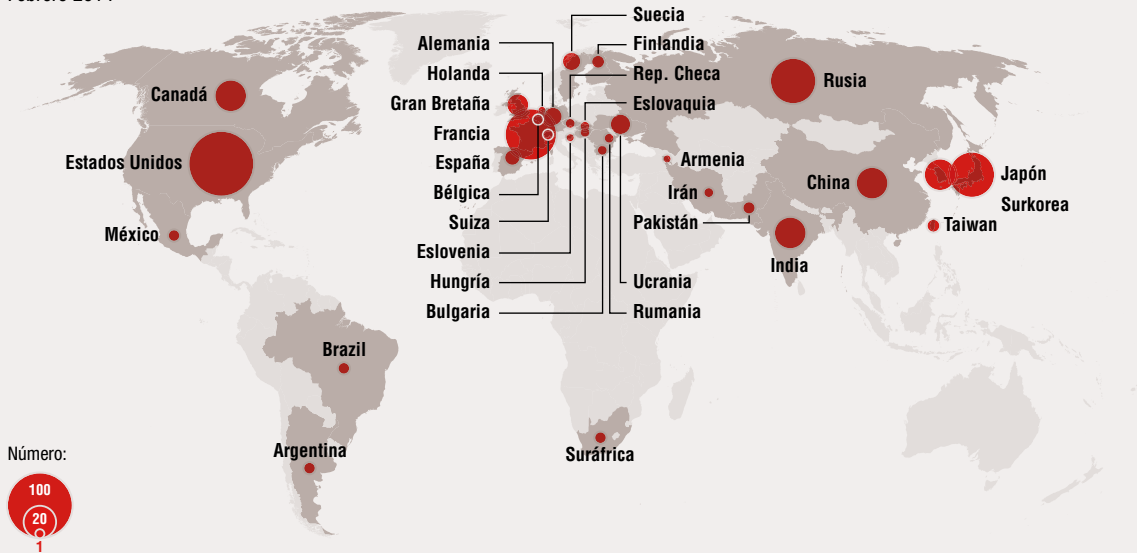 Suecia
Alemania
Finlandia
Holanda
Rep. Checa
Canadá
Gran Bretaña
Eslovaquia
Rusia
Francia
Estados Unidos
España
Armenia
Bélgica
Irán
China
Japón
Suiza
Pakistán
Surkorea
México
Taiwan
Eslovenia
India
Hungría
Ucrania
Bulgaria
Rumania
Brazil
Argentina
Suráfrica
Número:
100
20
1